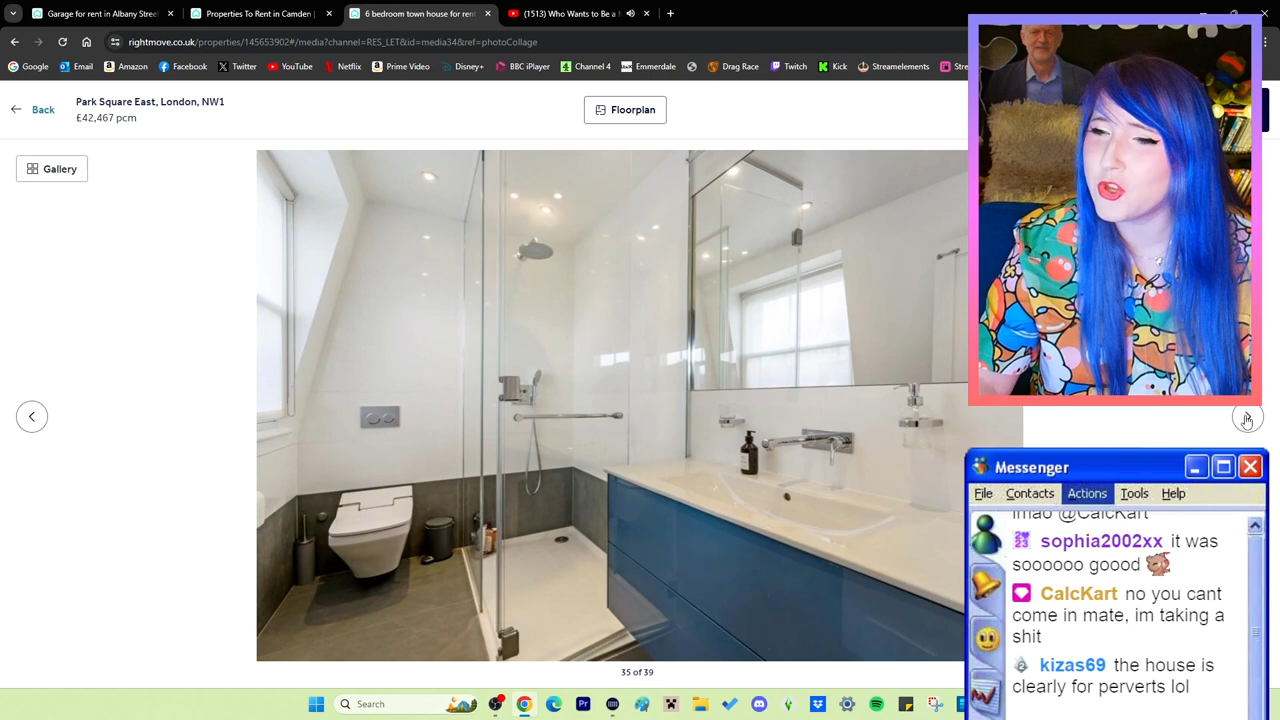 Garage for rent in Albany Street
Properties To Rent in Camden
6 bedroom town house for rent
(1513) Who Wants to Be a
rightmove.co.uk/properties/145653902#/media?channel=RES_LET&id=media34&ref=photoCollage
Google Email Amazon Facebook Twitter YouTube Netflix Prime Video Disney+ BBC iPlayer Channel 4 Emmerdale Drag Race Twitch Kick Streamelements
Back
Park Square East, London, NW1
£42,467 pcm
Floorplan
Gallery
35 of 39
Messenger
File Contacts Actions Tools Help
lmao @CalcKart
sophia2002xx it was
soooooo goood
CalcKart no you cant
come in mate, im taking a
shit
kizas69 the house is
clearly for perverts lol
Search